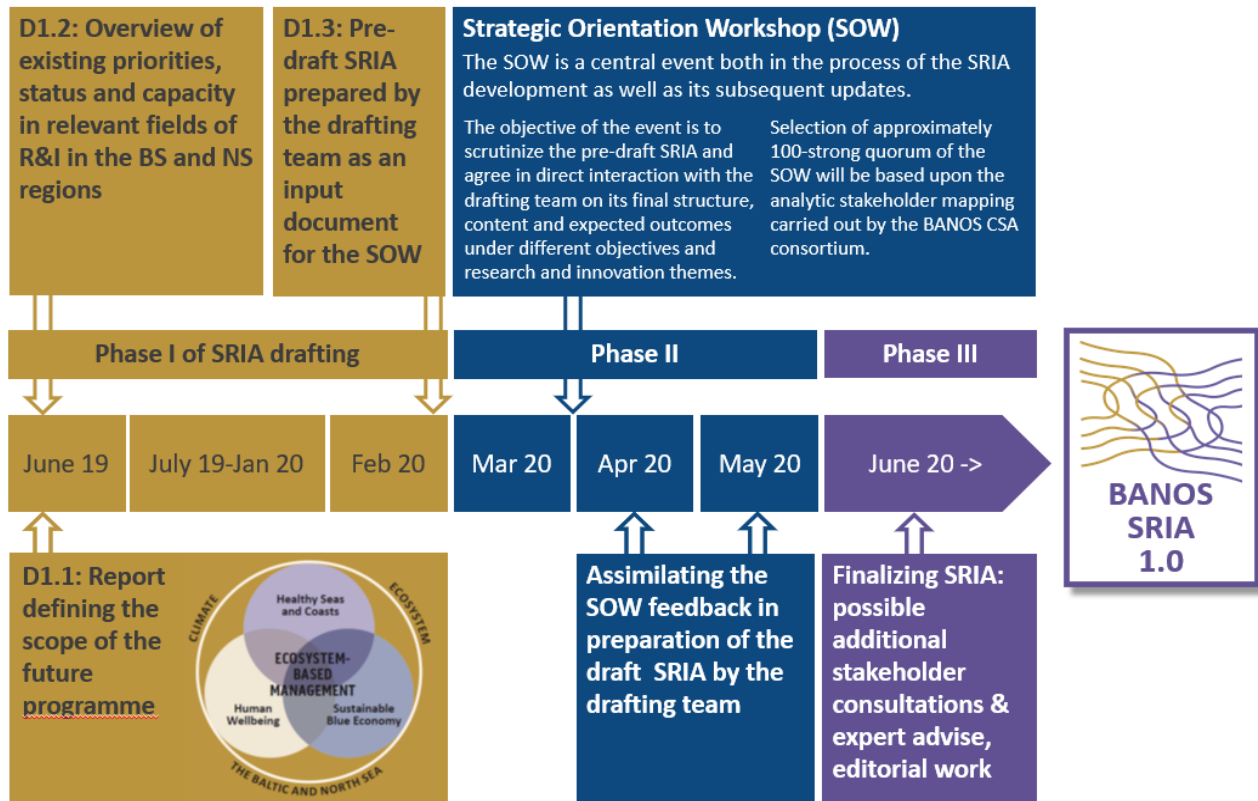 D1.2: Overview of
existing priorities,
status and capacity
in relevant fields of
R&I in the BS and NS
regions
D1.3: Pre-
draft SRIA
prepared by
the drafting
team as an
input
document
for the SOW
Strategic Orientation Workshop (SOW)
The SOW is a central event both in the process of the SRIA
development as well as its subsequent updates.
The objective of the event is to
scrutinize the pre-draft SRIA and
agree in direct interaction with the
drafting team on its final structure,
content and expected outcomes
under different objectives and
research and innovation themes.
Selection of approximately
100-strong quorum of the
SOW will be based upon the
analytic stakeholder mapping
carried out by the BANOS CSA
consortium.
Phase I of SRIA drafting
Phase II
Phase III
June 19
July 19-Jan 20
Feb 20
Mar 20
Apr 20
May 20
June 20 ->
BANOS
SRIA
1.0
D1.1: Report
defining the
scope of the
future
programme
CLIMATE
ECOSYSTEM
Healthy Seas
and Coasts
ECOSYSTEM-
BASED
MANAGEMENT
Human
Wellbeing
Sustainable
Blue Economy
THE BALTIC AND NORTH SEA
Assimilating the
SOW feedback in
preparation of the
draft SRIA by the
drafting team
Finalizing SRIA:
possible
additional
stakeholder
consultations &
expert advise,
editorial work